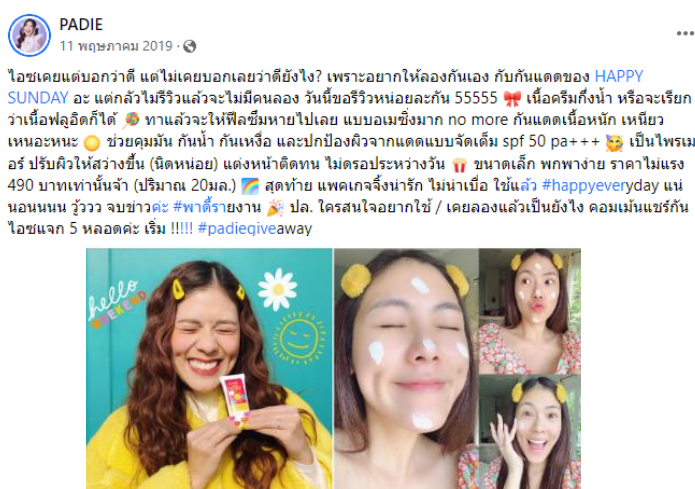 PADIE
11 พฤษภาคม 2019 ·
ไอซเคยแต่บอกว่าดี แต่ไม่เคยบอกเลยว่าดียังไง? เพราะอยากให้ลองกันเอง กับกันแดดของ HAPPY
SUNDAY อะ แต่กลัวไม่รีวิวแล้วจะไม่มีคนลอง วันนี้ขอรีวิวหน่อยละกัน 55555 🎀 เนื้อครีมกึ่งน้ำ หรือจะเรียก
ว่าเนื้อฟลูอิดก็ได้ 🎨 ทาแล้วจะให้ฟีลซึ่มหายไปเลย แบบอเมซิ่งมาก no more กันแดดเนื้อหนัก เหนียว
เหนอะหนะ 🌞 ช่วยคุมมัน กันน้ำ กันเหงื่อ และปกป้องผิวจากแดดแบบจัดเต็ม spf 50 pa+++ 🥳 เป็นไพรเม
อร์ ปรับผิวให้สว่างขึ้น (นิดหน่อย) แต่งหน้าติดทน ไม่ดรอประหว่างวัน 🍿 ขนาดเล็ก พกพาง่าย ราคาไม่แรง
490 บาทเท่านั้นจ้า (ปริมาณ 20มล.) 🌈 สุดท้าย แพคเกจจิ้งน่ารัก ไม่น่าเบื่อ ใช้แล้ว #happyeveryday แน่
นอนนนน วู้ววว จบข่าวค่ะ #พาดี้รายงาน 🎉 ปล. ใครสนใจอยากใช้ / เคยลองแล้วเป็นยังไง คอมเม้นแชร์กัน
ไอซแจก 5 หลอดค่ะ เริ่ม !!!!! #padiegiveaway
hello
WEEKEND